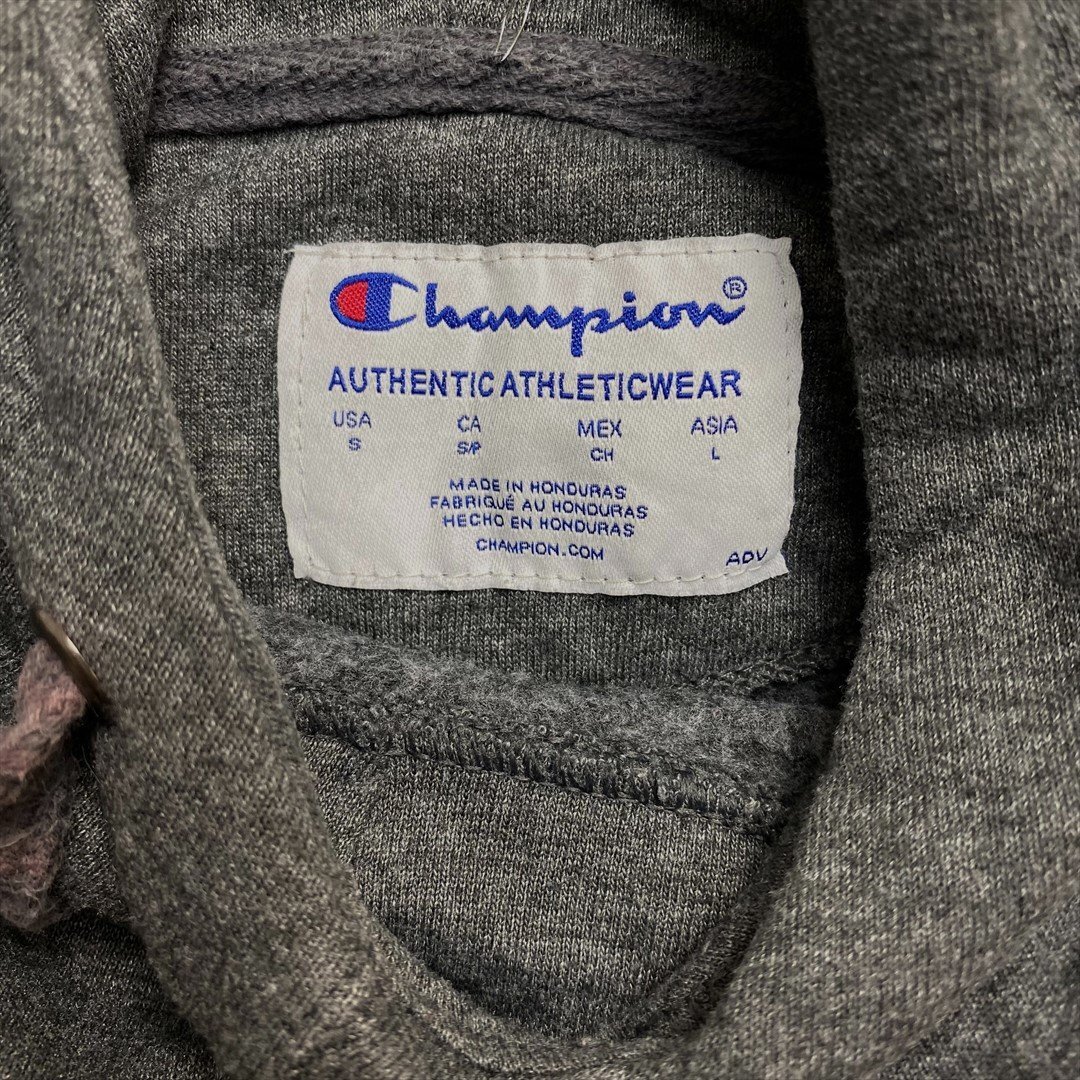 Champion®
AUTHENTIC ATHLETICWEAR
USA CA MEX ASIA
S S/P CH L
MADE IN HONDURAS
FABRIQUÉ AU HONDURAS
HECHO EN HONDURAS
CHAMPION.COM
ADV